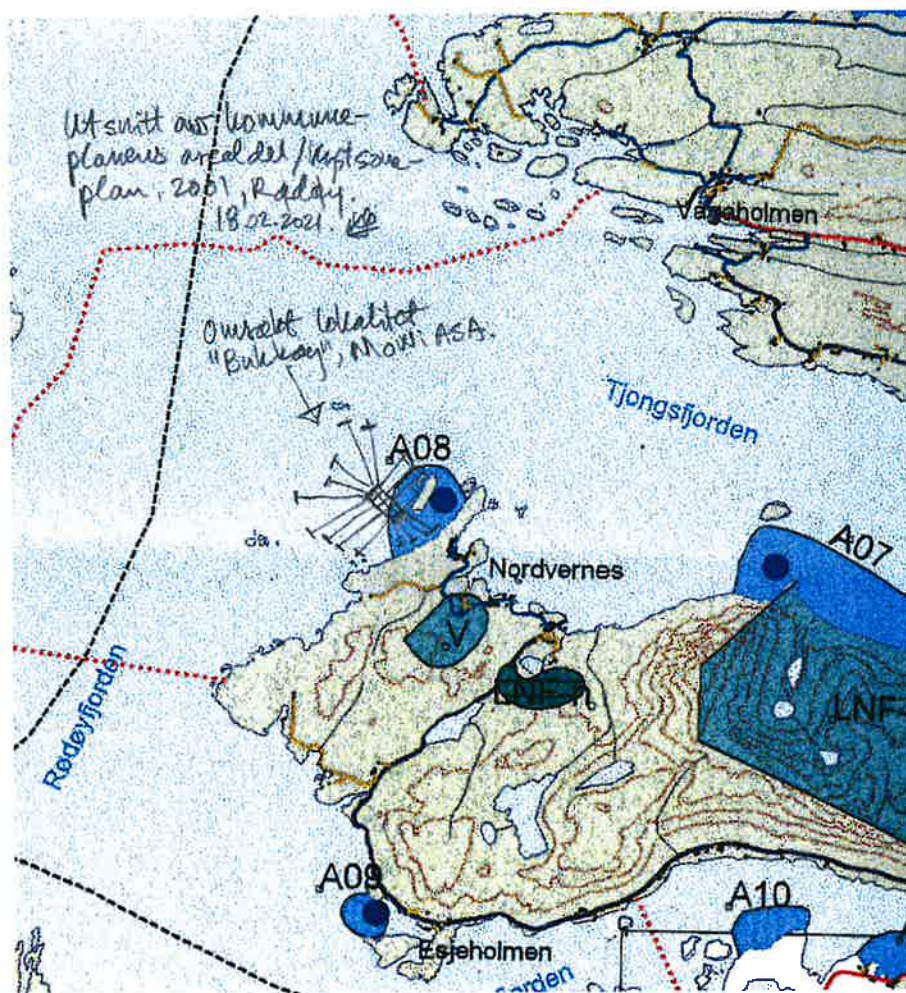 Utsnitt av kommune-
planens arealdel/kystsone-
plan, 2001, Rødøy.
18.02.2021.
Vågaholmen
Omsøkt lokalitet
"Bukkøy", Mowi ASA.
Tjongsfjorden
A08
A07
Nordvernes
V
LNF
LNF-
Rødøyfjorden
A09
A10
Esjeholmen
fjorden